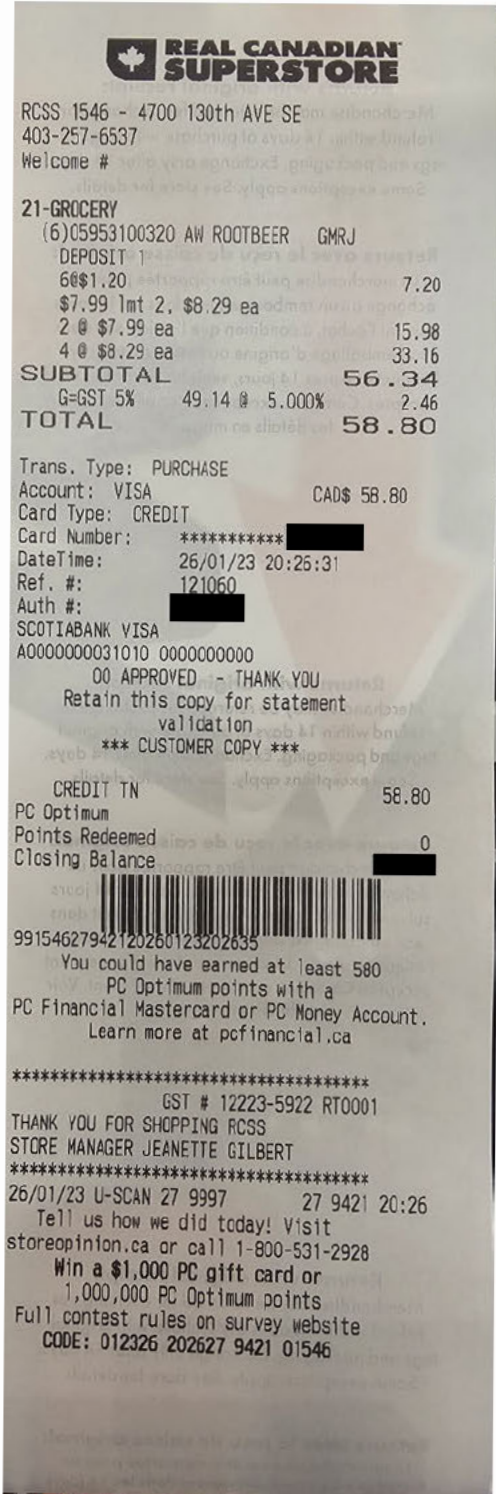 REAL CANADIAN
SUPERSTORE
RCSS 1546 - 4700 130th AVE SE
403-257-6537
Welcome #
21-GROCERY
(6)05953100320 AW ROOTBEER GMRJ
DEPOSIT 1
6@$1.20 7.20
$7.99 lmt 2, $8.29 ea
2 @ $7.99 ea 15.98
4 @ $8.29 ea 33.16
SUBTOTAL 56.34
G=GST 5% 49.14 @ 5.000% 2.46
TOTAL 58.80
Trans. Type: PURCHASE
Account: VISA CAD$ 58.80
Card Type: CREDIT
Card Number: ***********
DateTime: 26/01/23 20:26:31
Ref. #: 121060
Auth #:
SCOTIABANK VISA
A0000000031010 0000000000
00 APPROVED - THANK YOU
Retain this copy for statement
validation
*** CUSTOMER COPY ***
CREDIT TN 58.80
PC Optimum
Points Redeemed 0
Closing Balance
99154627942120260123202635
You could have earned at least 580
PC Optimum points with a
PC Financial Mastercard or PC Money Account.
Learn more at pcfinancial.ca
****************************************
GST # 12223-5922 RT0001
THANK YOU FOR SHOPPING RCSS
STORE MANAGER JEANETTE GILBERT
****************************************
26/01/23 U-SCAN 27 9997 27 9421 20:26
Tell us how we did today! Visit
storeopinion.ca or call 1-800-531-2928
Win a $1,000 PC gift card or
1,000,000 PC Optimum points
Full contest rules on survey website
CODE: 012326 202627 9421 01546